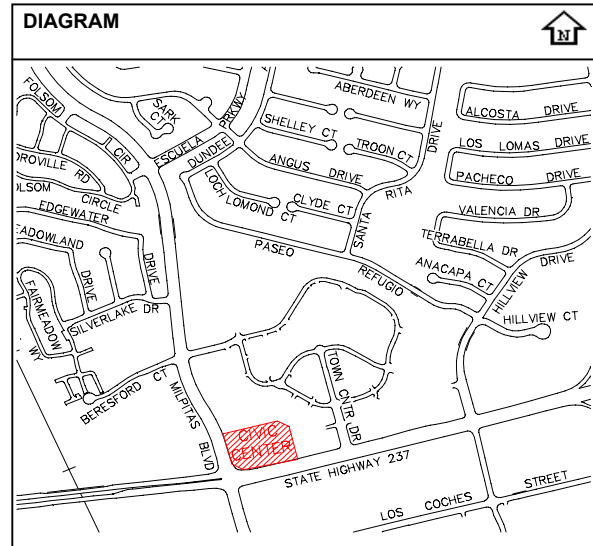 DIAGRAM
N
FOLSOM
CIR
SARK
CT
ESCUELA
PRKWY
DUNDEE
ABERDEEN WY
SHELLEY CT
TROON CT
ANGUS DRIVE
SANTA RITA DRIVE
ALCOSTA DRIVE
LOS LOMAS DRIVE
PACHECO DRIVE
VALENCIA DR
TERRABELLA DR
ANACAPA CT
HILLVIEW DRIVE
HILLVIEW CT
OROVILLE RD
OLSOM CIRCLE
EDGEWATER DRIVE
EADOWLAND DRIVE
FAIRMEADOW WY
SILVERLAKE DR
BERESFORD CT
LOCH LOMOND CT
CLYDE CT
PASEO REFUGIO
TOWN CNTR DR
MILPITAS BLVD
CIVIC
CENTER
STATE HIGHWAY 237
LOS COCHES STREET